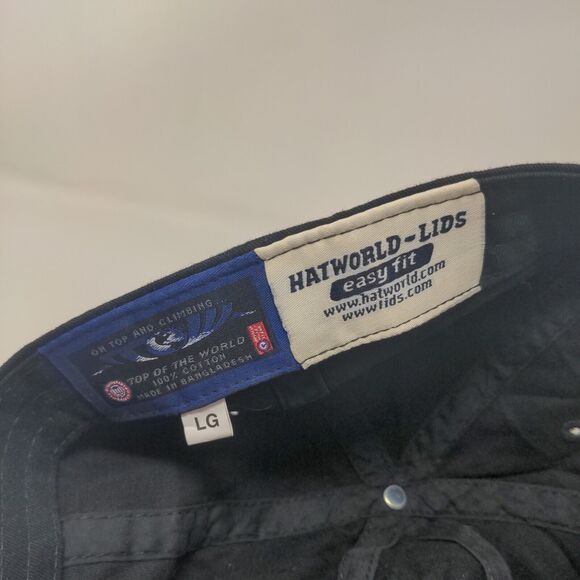 ON TOP AND CLIMBING...
TOP OF THE WORLD
100% COTTON
MADE IN BANGLADESH
LG
HATWORLD-LIDS
easy fit
www.hatworld.com
www.lids.com